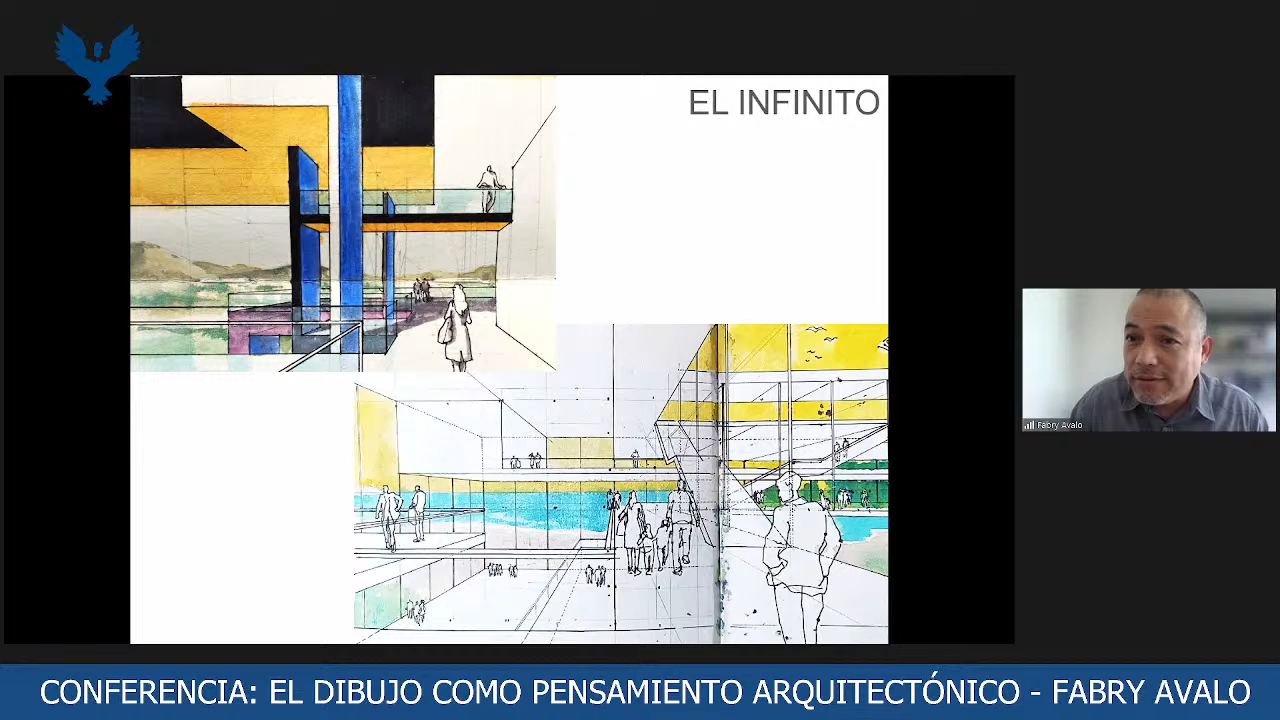 EL INFINITO
Fabry Avalo
CONFERENCIA: EL DIBUJO COMO PENSAMIENTO ARQUITECTÓNICO - FABRY AVALO